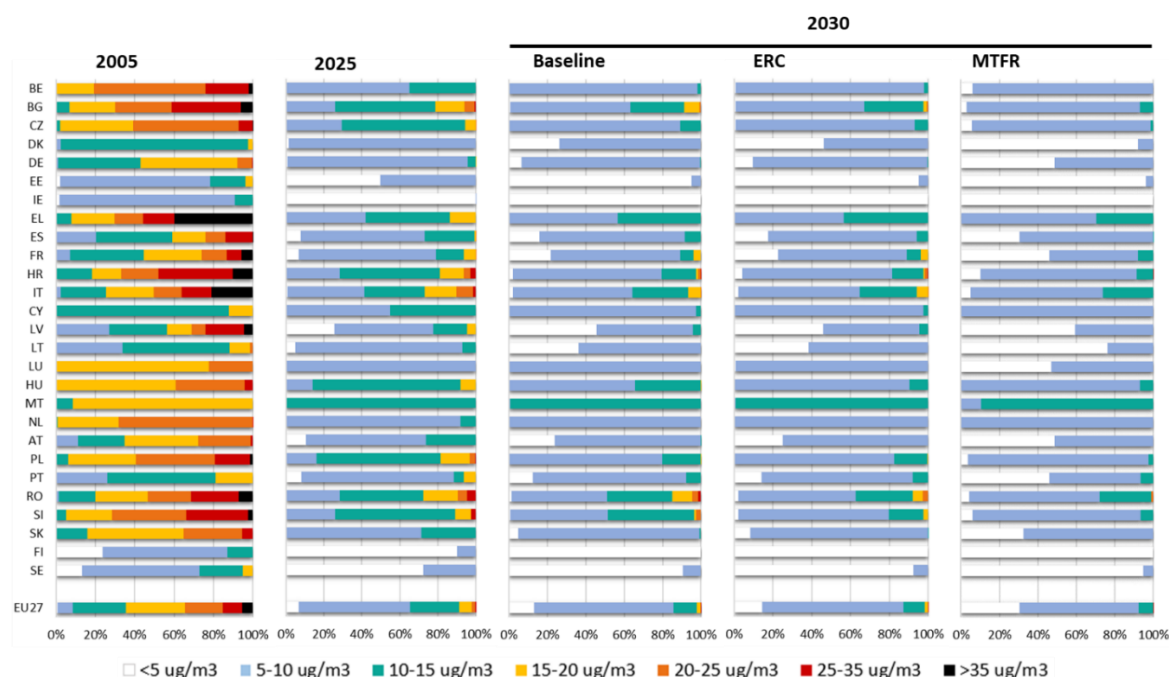 2030
2005
2025
Baseline
ERC
MTFR
BE
BG
CZ
DK
DE
EE
IE
EL
ES
FR
HR
IT
CY
LV
LT
LU
HU
MT
NL
AT
PL
PT
RO
SI
SK
FI
SE
EU27
0% 20% 40% 60% 80% 100% 0% 20% 40% 60% 80% 100% 0% 20% 40% 60% 80% 100% 0% 20% 40% 60% 80% 100% 0% 20% 40% 60% 80% 100%
<5 ug/m3 5-10 ug/m3 10-15 ug/m3 15-20 ug/m3 20-25 ug/m3 25-35 ug/m3 >35 ug/m3